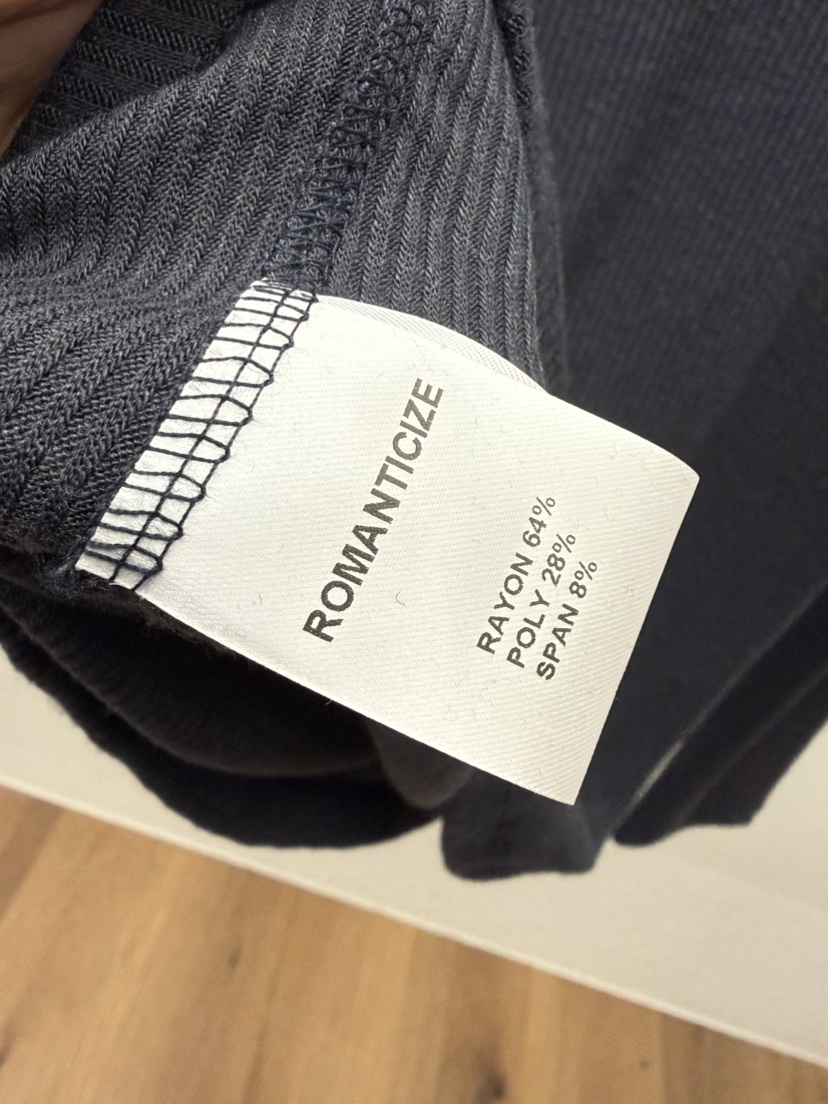 ROMANTICIZE
RAYON 64%
POLY 28%
SPAN 8%